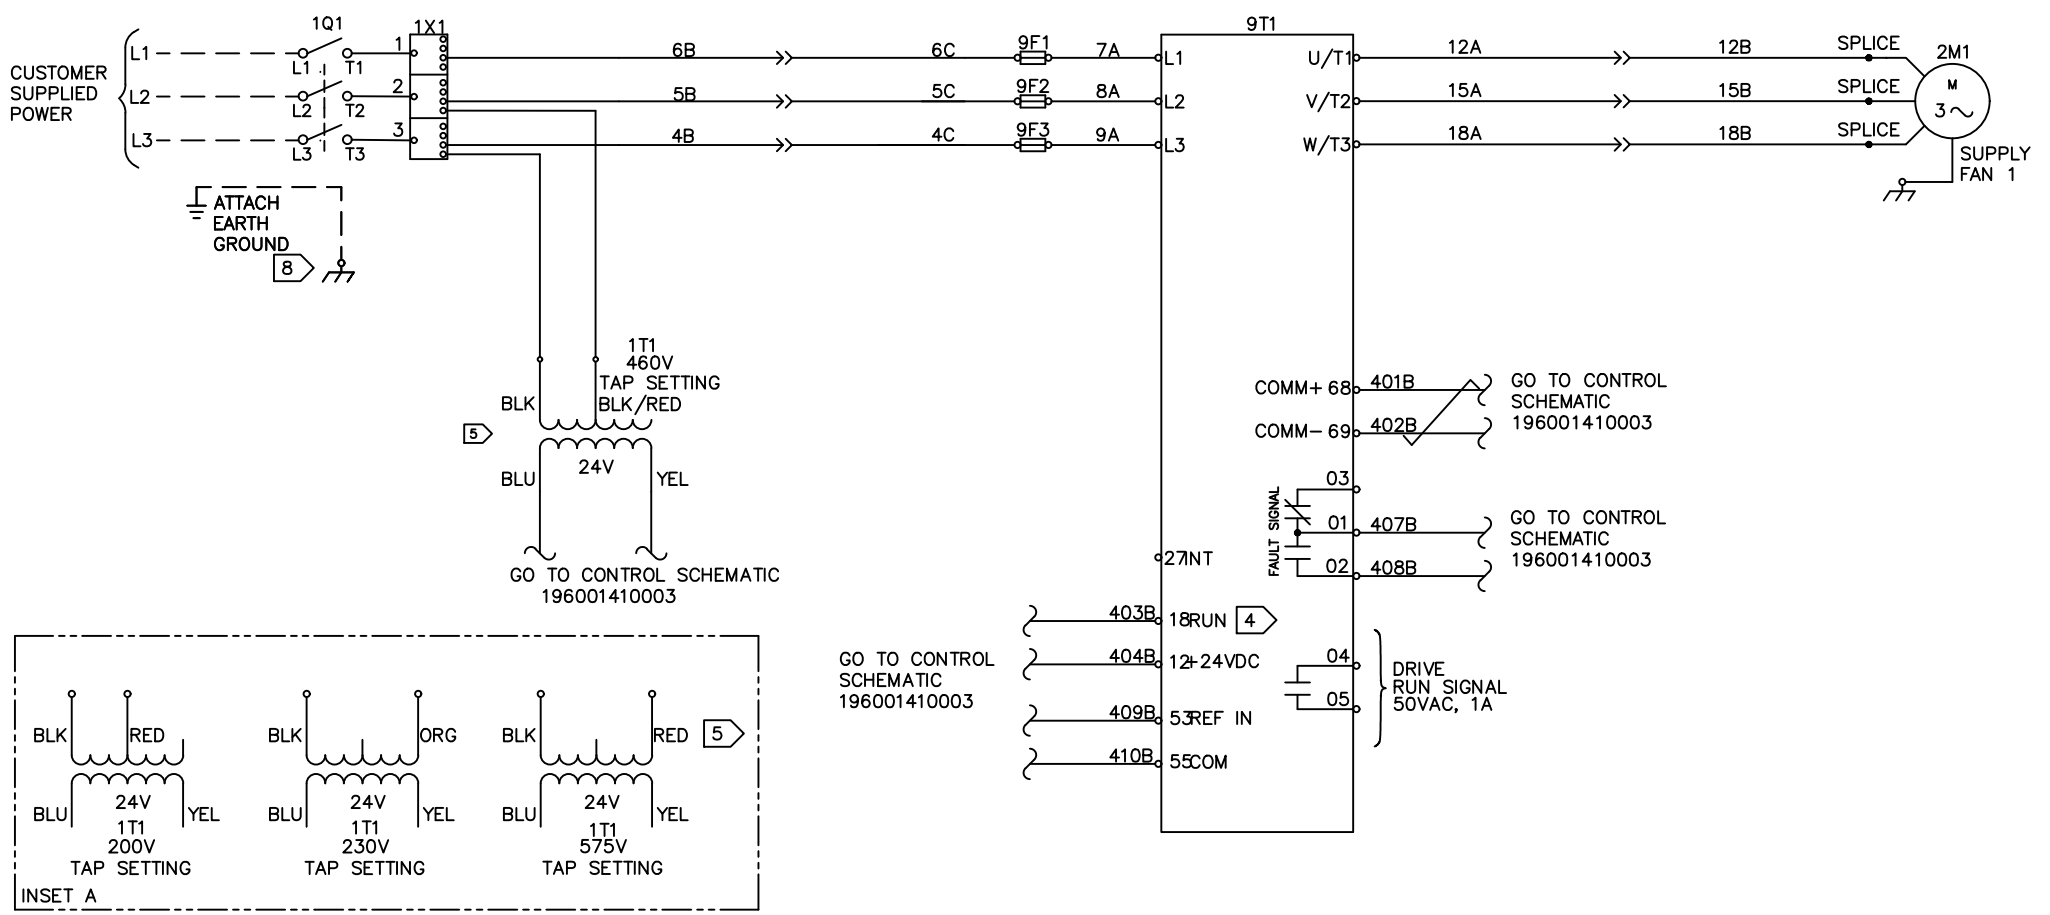 1Q1
1X1
CUSTOMER
SUPPLIED
POWER
L1
L2
L3
L1
T1
L2
T2
L3
T3
1
2
3
6B
5B
4B
6C
5C
4C
9F1
9F2
9F3
7A
8A
9A
9T1
L1
L2
L3
U/T1
V/T2
W/T3
12A
15A
18A
12B
15B
18B
SPLICE
SPLICE
SPLICE
2M1
M
3
SUPPLY
FAN 1
ATTACH
EARTH
GROUND
8
1T1
460V
TAP SETTING
BLK
BLK/RED
5
24V
BLU
YEL
GO TO CONTROL SCHEMATIC
196001410003
COMM+ 68
401B
COMM- 69
402B
GO TO CONTROL
SCHEMATIC
196001410003
FAULT SIGNAL
03
01
407B
02
408B
GO TO CONTROL
SCHEMATIC
196001410003
27INT
403B
18RUN
4
404B
12+24VDC
GO TO CONTROL
SCHEMATIC
196001410003
409B
53REF IN
410B
55COM
04
05
DRIVE
RUN SIGNAL
50VAC, 1A
BLK
RED
BLU
24V
YEL
1T1
200V
TAP SETTING
BLK
ORG
BLU
24V
YEL
1T1
230V
TAP SETTING
BLK
RED
5
BLU
24V
YEL
1T1
575V
TAP SETTING
INSET A